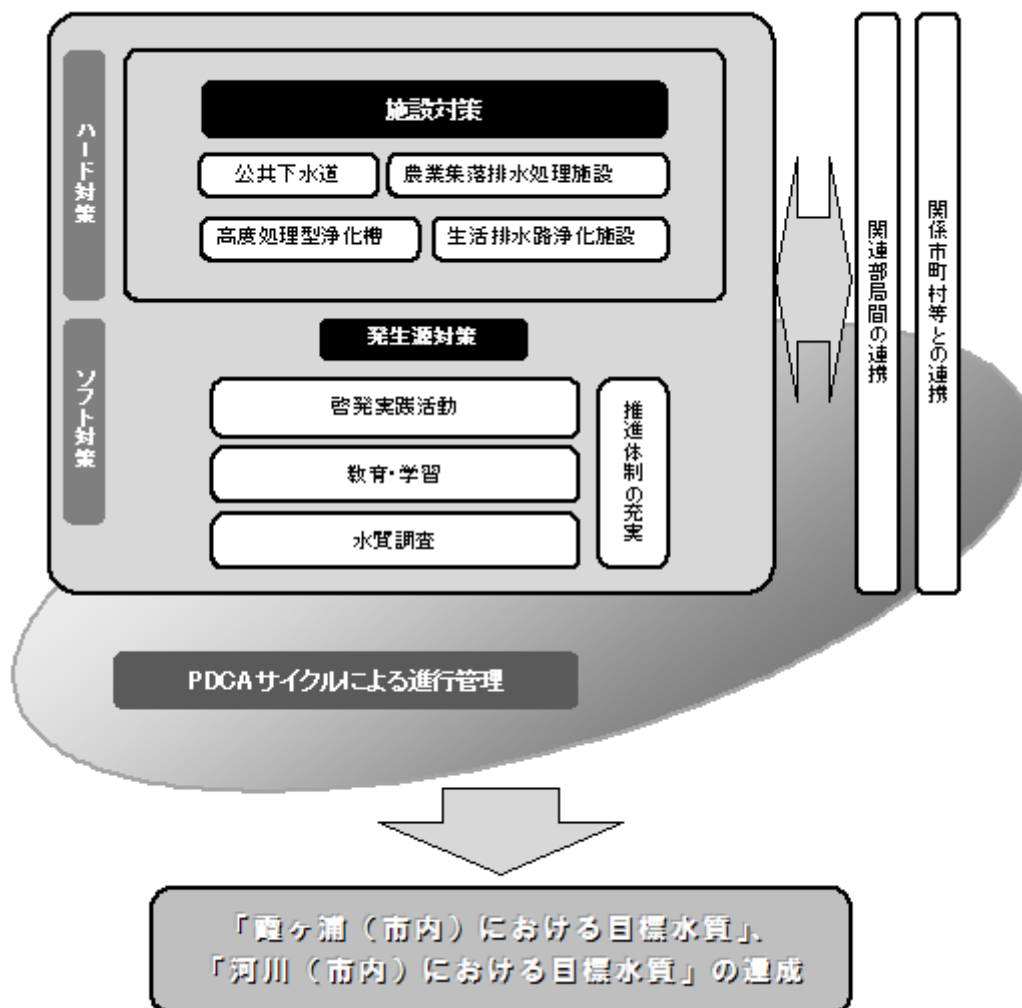 ハード対策
施設対策
公共下水道
農業集落排水処理施設
高度処理型浄化槽
生活排水路浄化施設
ソフト対策
発生源対策
啓発実践活動
教育・学習
水質調査
推進体制の充実
関連部局間の連携
関係市町村等との連携
PDCAサイクルによる進行管理
「霞ヶ浦（市内）における目標水質」、
「河川（市内）における目標水質」の達成